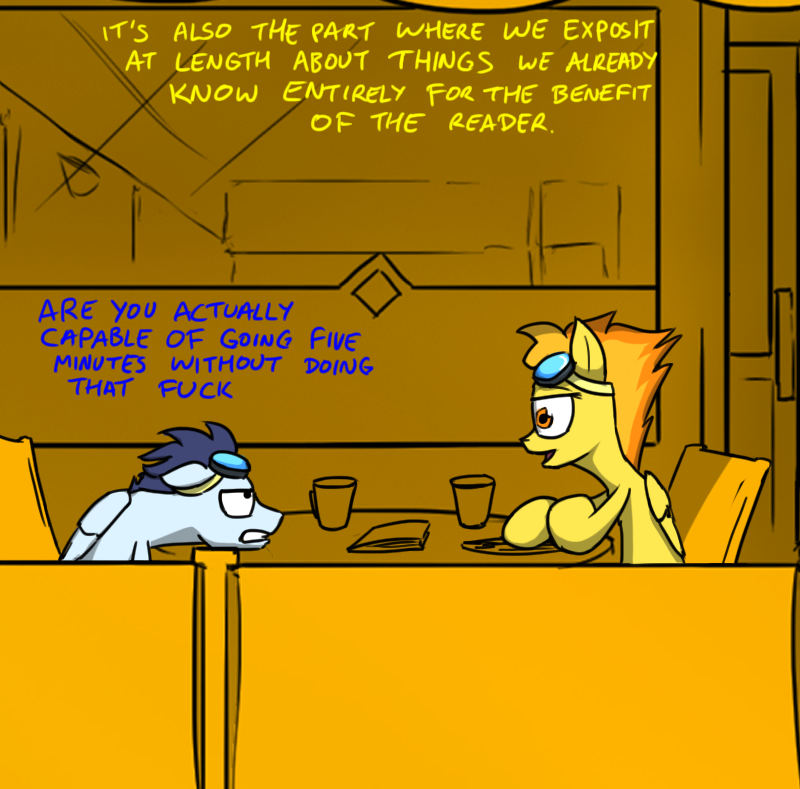 IT'S ALSO THE PART WHERE WE EXPOSIT
AT LENGTH ABOUT THINGS WE ALREADY
KNOW ENTIRELY FOR THE BENEFIT
OF THE READER.
ARE YOU ACTUALLY
CAPABLE OF GOING FIVE
MINUTES WITHOUT DOING
THAT FUCK